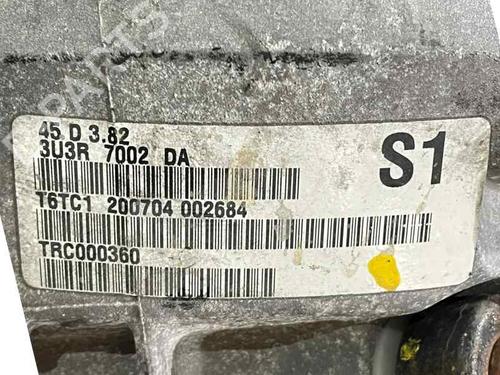 45 D 3.82
3U3R 7002 DA
S1
T6TC1 200704 002684
TRC000360